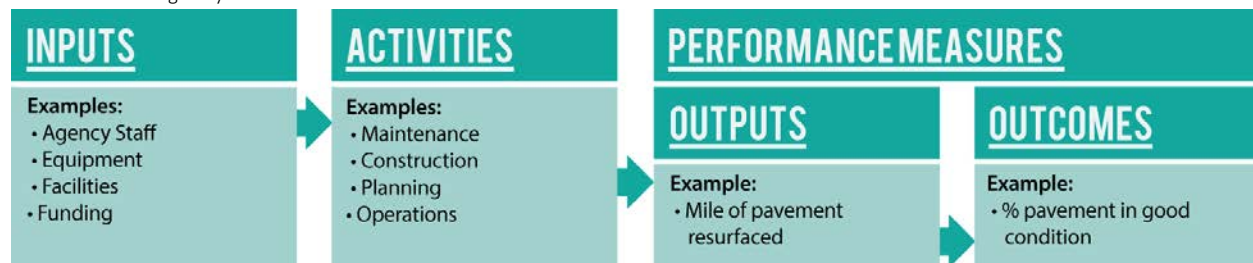 INPUTS
Examples:
• Agency Staff
• Equipment
• Facilities
• Funding
ACTIVITIES
Examples:
• Maintenance
• Construction
• Planning
• Operations
PERFORMANCE MEASURES
OUTPUTS
Example:
• Mile of pavement
resurfaced
OUTCOMES
Example:
• % pavement in good
condition